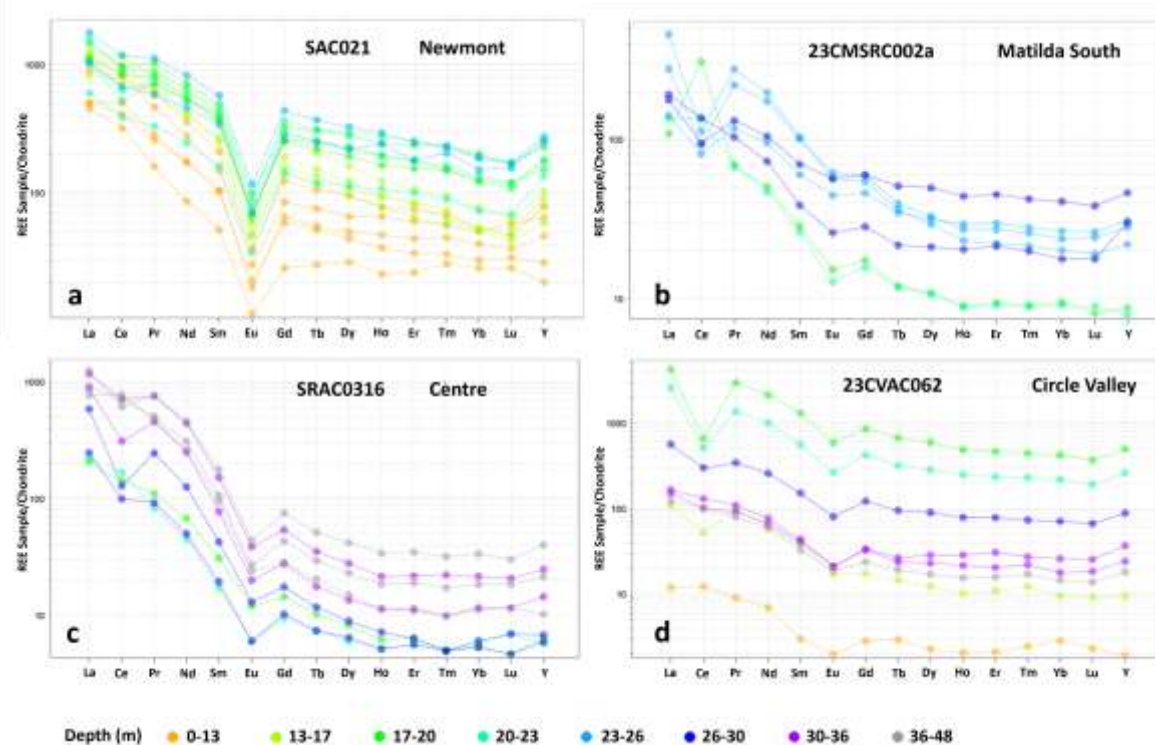 SAC021 Newmont
REE Sample/Chondrite
1000
100
a
La Ce Pr Nd Sm Eu Gd Tb Dy Ho Er Tm Yb Lu Y
23CMSRC002a Matilda South
REE Sample/Chondrite
100
10
b
La Ce Pr Nd Sm Eu Gd Tb Dy Ho Er Tm Yb Lu Y
SRAC0316 Centre
REE Sample/Chondrite
1000
100
10
c
La Ce Pr Nd Sm Eu Gd Tb Dy Ho Er Tm Yb Lu Y
23CVAC062 Circle Valley
REE Sample/Chondrite
1000
100
10
d
La Ce Pr Nd Sm Eu Gd Tb Dy Ho Er Tm Yb Lu Y
Depth (m) 0-13 13-17 17-20 20-23 23-26 26-30 30-36 36-48